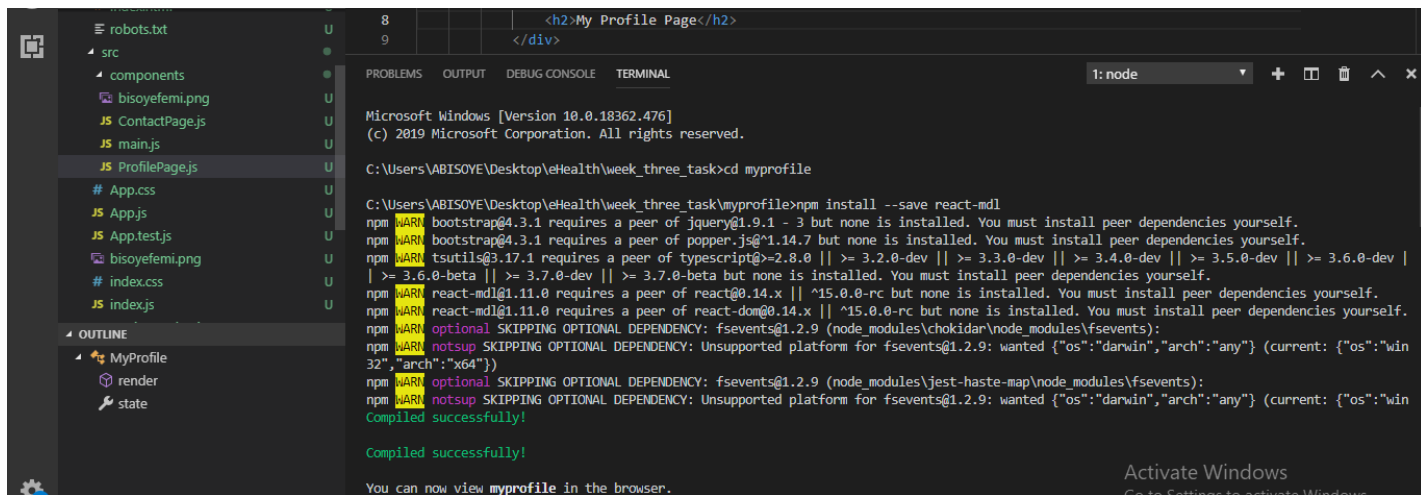 robots.txt U
src
components
bisoyefemi.png U
JS ContactPage.js U
JS main.js U
JS ProfilePage.js U
# App.css U
JS App.js U
JS App.test.js U
bisoyefemi.png U
# index.css U
JS index.js U
OUTLINE
MyProfile
render
state
8 <h2>My Profile Page</h2>
9 </div>
PROBLEMS OUTPUT DEBUG CONSOLE TERMINAL 1: node
Microsoft Windows [Version 10.0.18362.476]
(c) 2019 Microsoft Corporation. All rights reserved.
C:\Users\ABISOYE\Desktop\eHealth\week_three_task>cd myprofile
C:\Users\ABISOYE\Desktop\eHealth\week_three_task\myprofile>npm install --save react-mdl
npm WARN bootstrap@4.3.1 requires a peer of jquery@1.9.1 - 3 but none is installed. You must install peer dependencies yourself.
npm WARN bootstrap@4.3.1 requires a peer of popper.js@^1.14.7 but none is installed. You must install peer dependencies yourself.
npm WARN tsutils@3.17.1 requires a peer of typescript@>=2.8.0 || >= 3.2.0-dev || >= 3.3.0-dev || >= 3.4.0-dev || >= 3.5.0-dev || >= 3.6.0-dev |
| >= 3.6.0-beta || >= 3.7.0-dev || >= 3.7.0-beta but none is installed. You must install peer dependencies yourself.
npm WARN react-mdl@1.11.0 requires a peer of react@0.14.x || ^15.0.0-rc but none is installed. You must install peer dependencies yourself.
npm WARN react-mdl@1.11.0 requires a peer of react-dom@0.14.x || ^15.0.0-rc but none is installed. You must install peer dependencies yourself.
npm WARN optional SKIPPING OPTIONAL DEPENDENCY: fsevents@1.2.9 (node_modules\chokidar\node_modules\fsevents):
npm WARN notsup SKIPPING OPTIONAL DEPENDENCY: Unsupported platform for fsevents@1.2.9: wanted {"os":"darwin","arch":"any"} (current: {"os":"win
32","arch":"x64"})
npm WARN optional SKIPPING OPTIONAL DEPENDENCY: fsevents@1.2.9 (node_modules\jest-haste-map\node_modules\fsevents):
npm WARN notsup SKIPPING OPTIONAL DEPENDENCY: Unsupported platform for fsevents@1.2.9: wanted {"os":"darwin","arch":"any"} (current: {"os":"win
Compiled successfully!
Compiled successfully!
You can now view myprofile in the browser.
Activate Windows